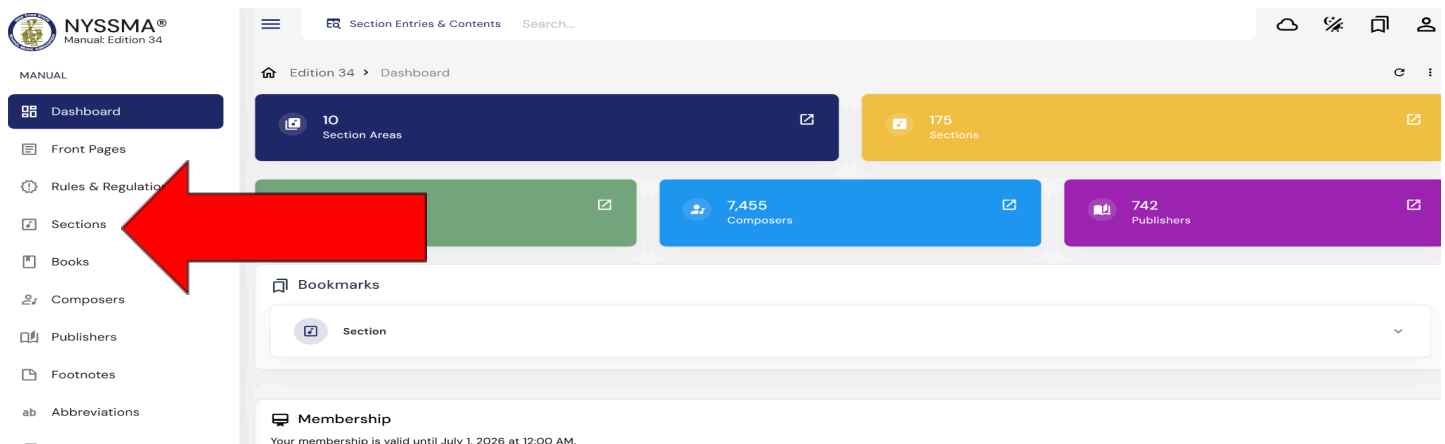 NYSSMA®
Manual: Edition 34
Section Entries & Contents Search...
MANUAL
Edition 34 > Dashboard
Dashboard
10
Section Areas
175
Sections
Front Pages
Rules &
Sections
7,455
Composers
742
Publishers
Books
Bookmarks
Composers
Section
Publishers
Footnotes
ab Abbreviations
Membership
Your membership is valid until July 1, 2026 at 12:00 AM.